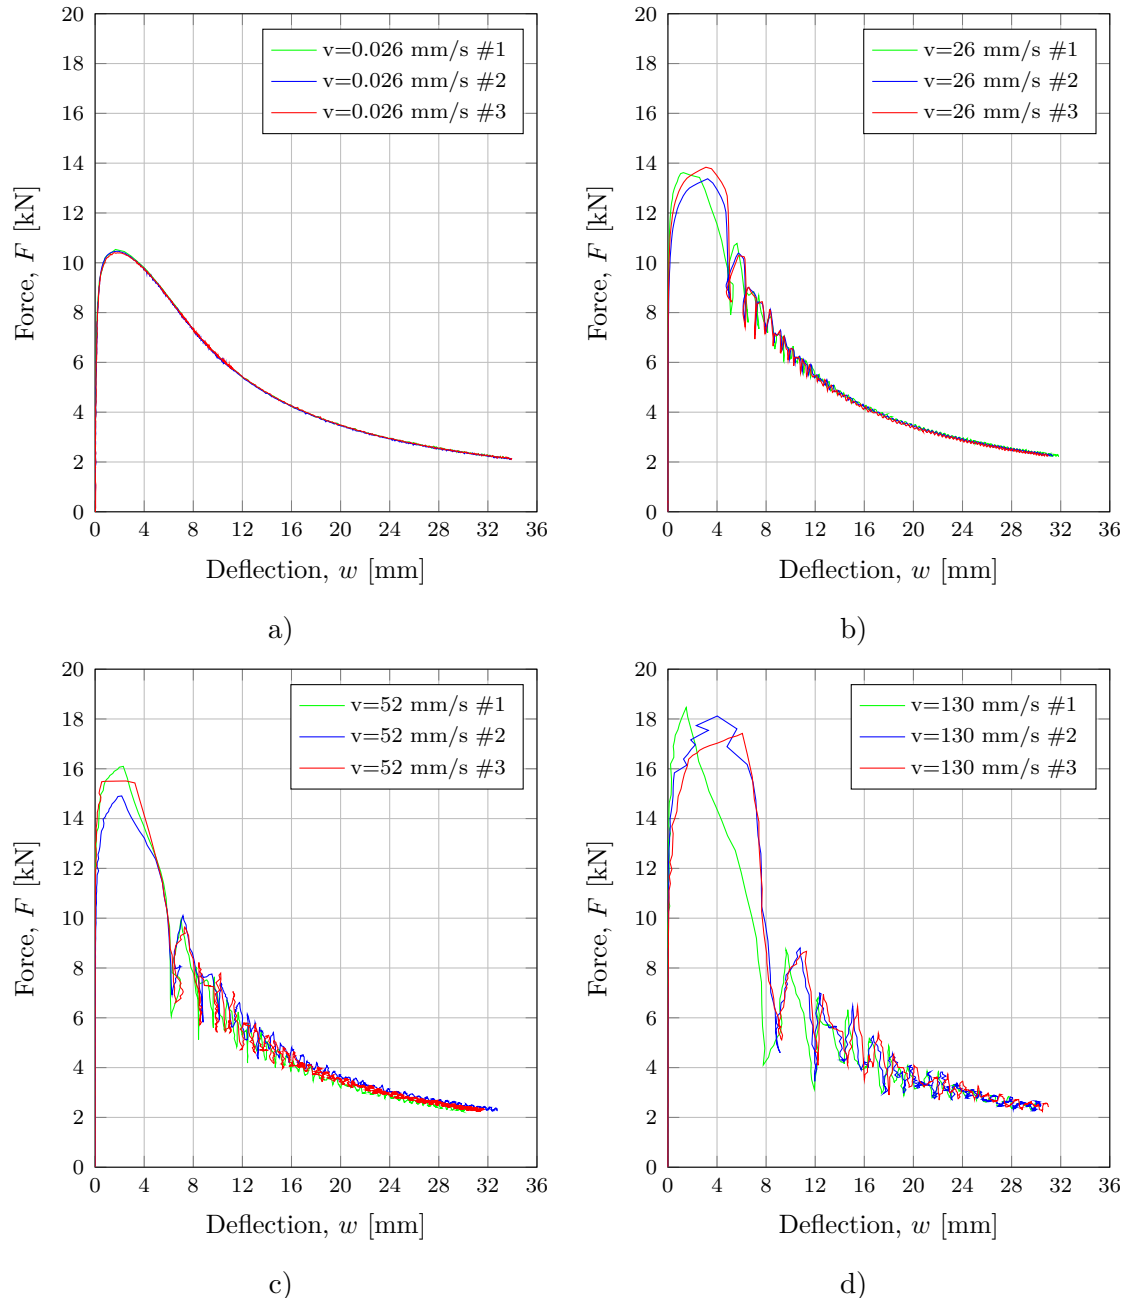 20
18
16
14
12
10
8
6
4
2
0
Force, F [kN]
v=0.026 mm/s #1
v=0.026 mm/s #2
v=0.026 mm/s #3
0 4 8 12 16 20 24 28 32 36
Deflection, w [mm]
a)
20
18
16
14
12
10
8
6
4
2
0
Force, F [kN]
v=26 mm/s #1
v=26 mm/s #2
v=26 mm/s #3
0 4 8 12 16 20 24 28 32 36
Deflection, w [mm]
b)
20
18
16
14
12
10
8
6
4
2
0
Force, F [kN]
v=52 mm/s #1
v=52 mm/s #2
v=52 mm/s #3
0 4 8 12 16 20 24 28 32 36
Deflection, w [mm]
c)
20
18
16
14
12
10
8
6
4
2
0
Force, F [kN]
v=130 mm/s #1
v=130 mm/s #2
v=130 mm/s #3
0 4 8 12 16 20 24 28 32 36
Deflection, w [mm]
d)